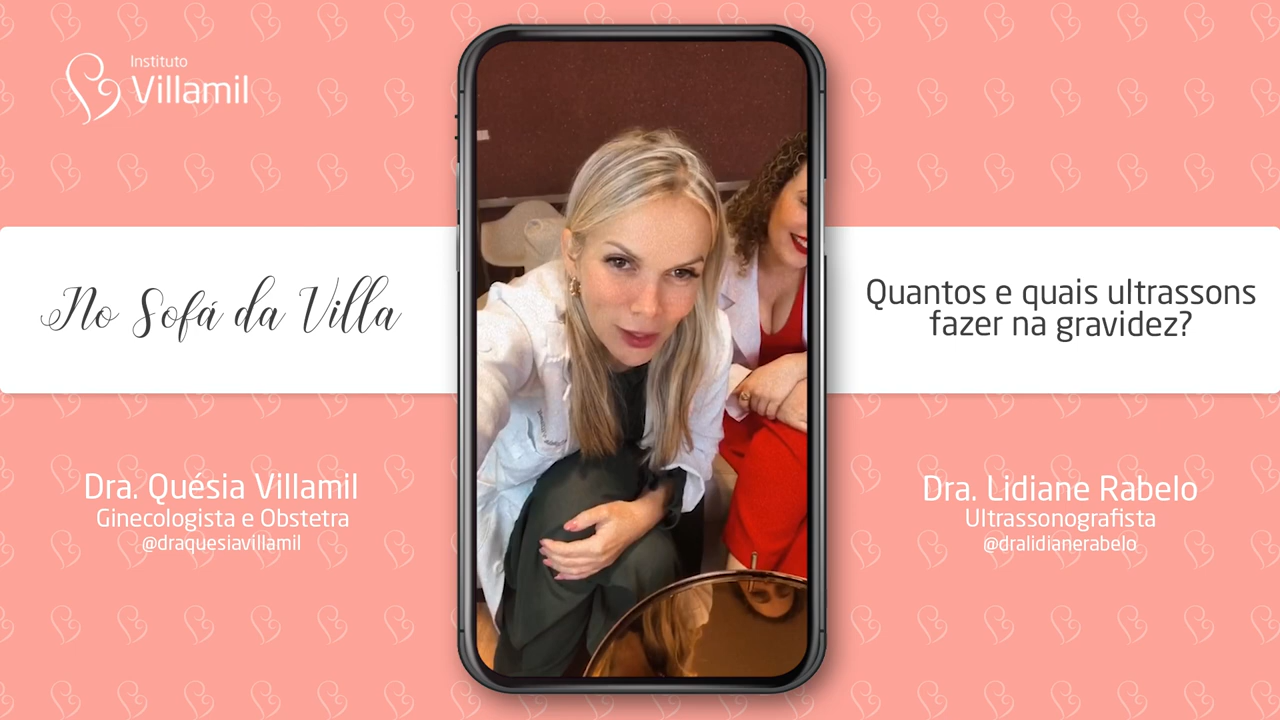 Instituto
Villamil
No Sofá da Villa
Quantos e quais ultrassons
fazer na gravidez?
Dra. Quésia Villamil
Ginecologista e Obstetra
@draquesiavillamil
Dra. Lidiane Rabelo
Ultrassonografista
@dralidianerabelo